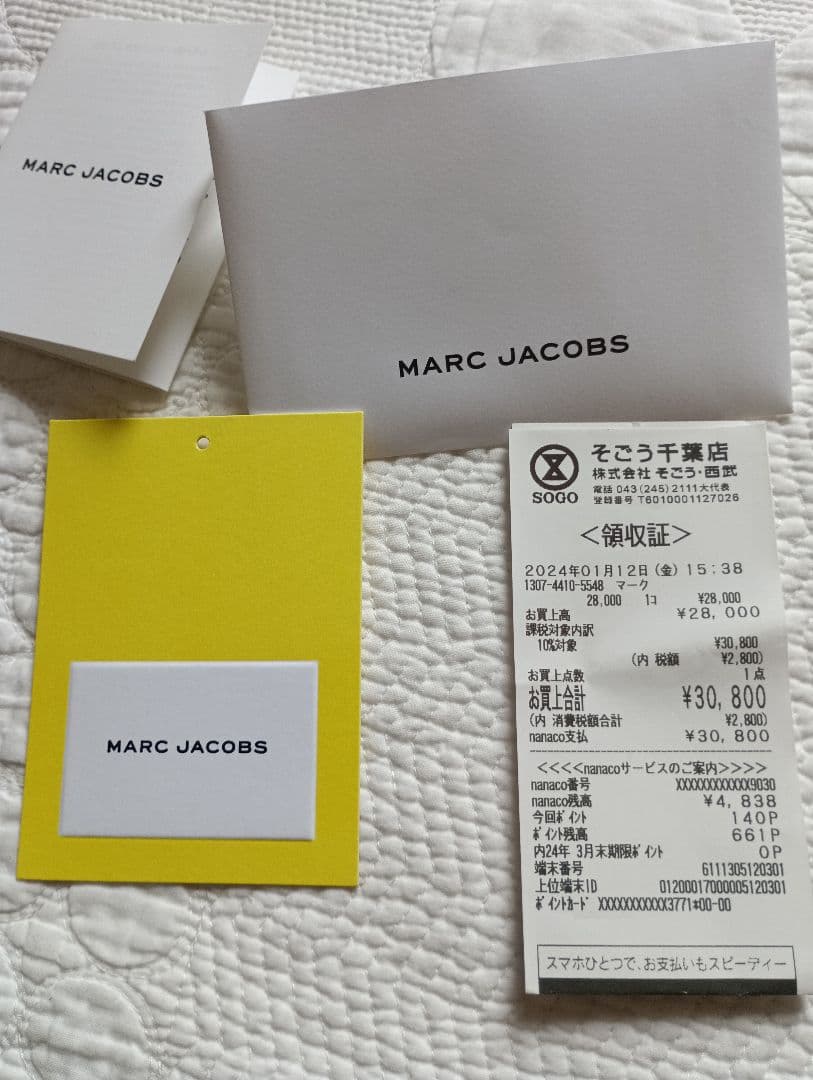 MARC JACOBS
MARC JACOBS
MARC JACOBS
SOGO
そごう千葉店
株式会社 そごう・西武
電話 043(245)2111大代表
登録番号 T6010001127026
<領収証>
2024年01月12日(金)15:38
1307-4410-5548 マーク
28,000 1コ ¥28,000
お買上高 ¥28,000
課税対象内訳
10%対象 ¥30,800
(内 税額 ¥2,800)
お買上点数 1点
お買上合計 ¥30,800
(内 消費税額合計 ¥2,800)
nanaco支払 ¥30,800
<<<<nanacoサービスのご案内>>>>
nanaco番号 XXXXXXXXXXXX9030
nanaco残高 ¥4,838
今回ポイント 140P
ポイント残高 661P
内24年 3月末期限ポイント 0P
端末番号 6111305120301
上位端末ID 01200017000005120301
ポイントカード XXXXXXXXXXX3771*00-00
スマホひとつで、お支払いもスピーディー